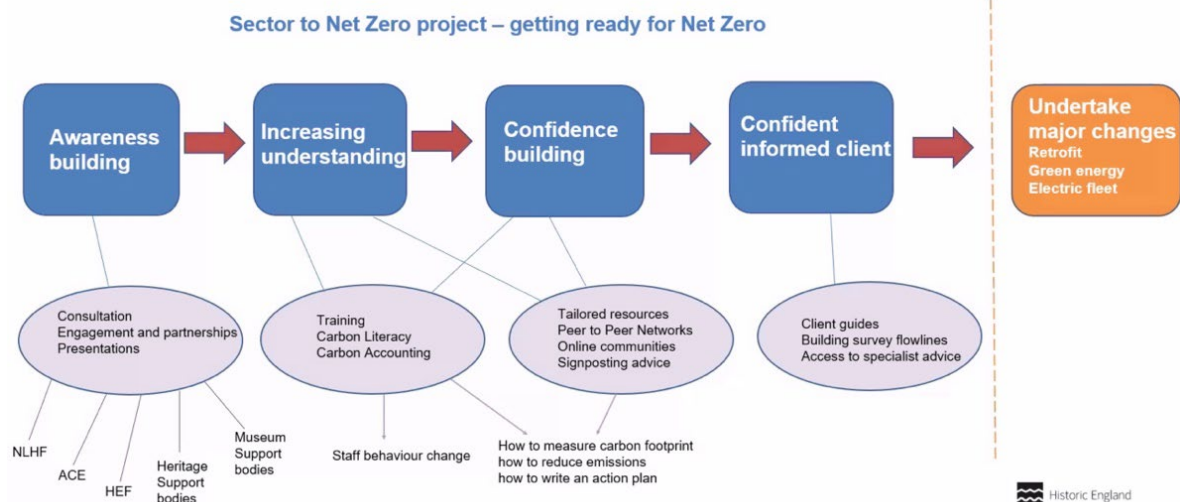 Sector to Net Zero project – getting ready for Net Zero
Awareness
building
Increasing
understanding
Confidence
building
Confident
informed client
Undertake
major changes
Retrofit
Green energy
Electric fleet
Consultation
Engagement and partnerships
Presentations
Training
Carbon Literacy
Carbon Accounting
Tailored resources
Peer to Peer Networks
Online communities
Signposting advice
Client guides
Building survey flowlines
Access to specialist advice
NLHF
ACE
HEF
Heritage
Support
bodies
Museum
Support
bodies
Staff behaviour change
How to measure carbon footprint
how to reduce emissions
how to write an action plan
Historic England